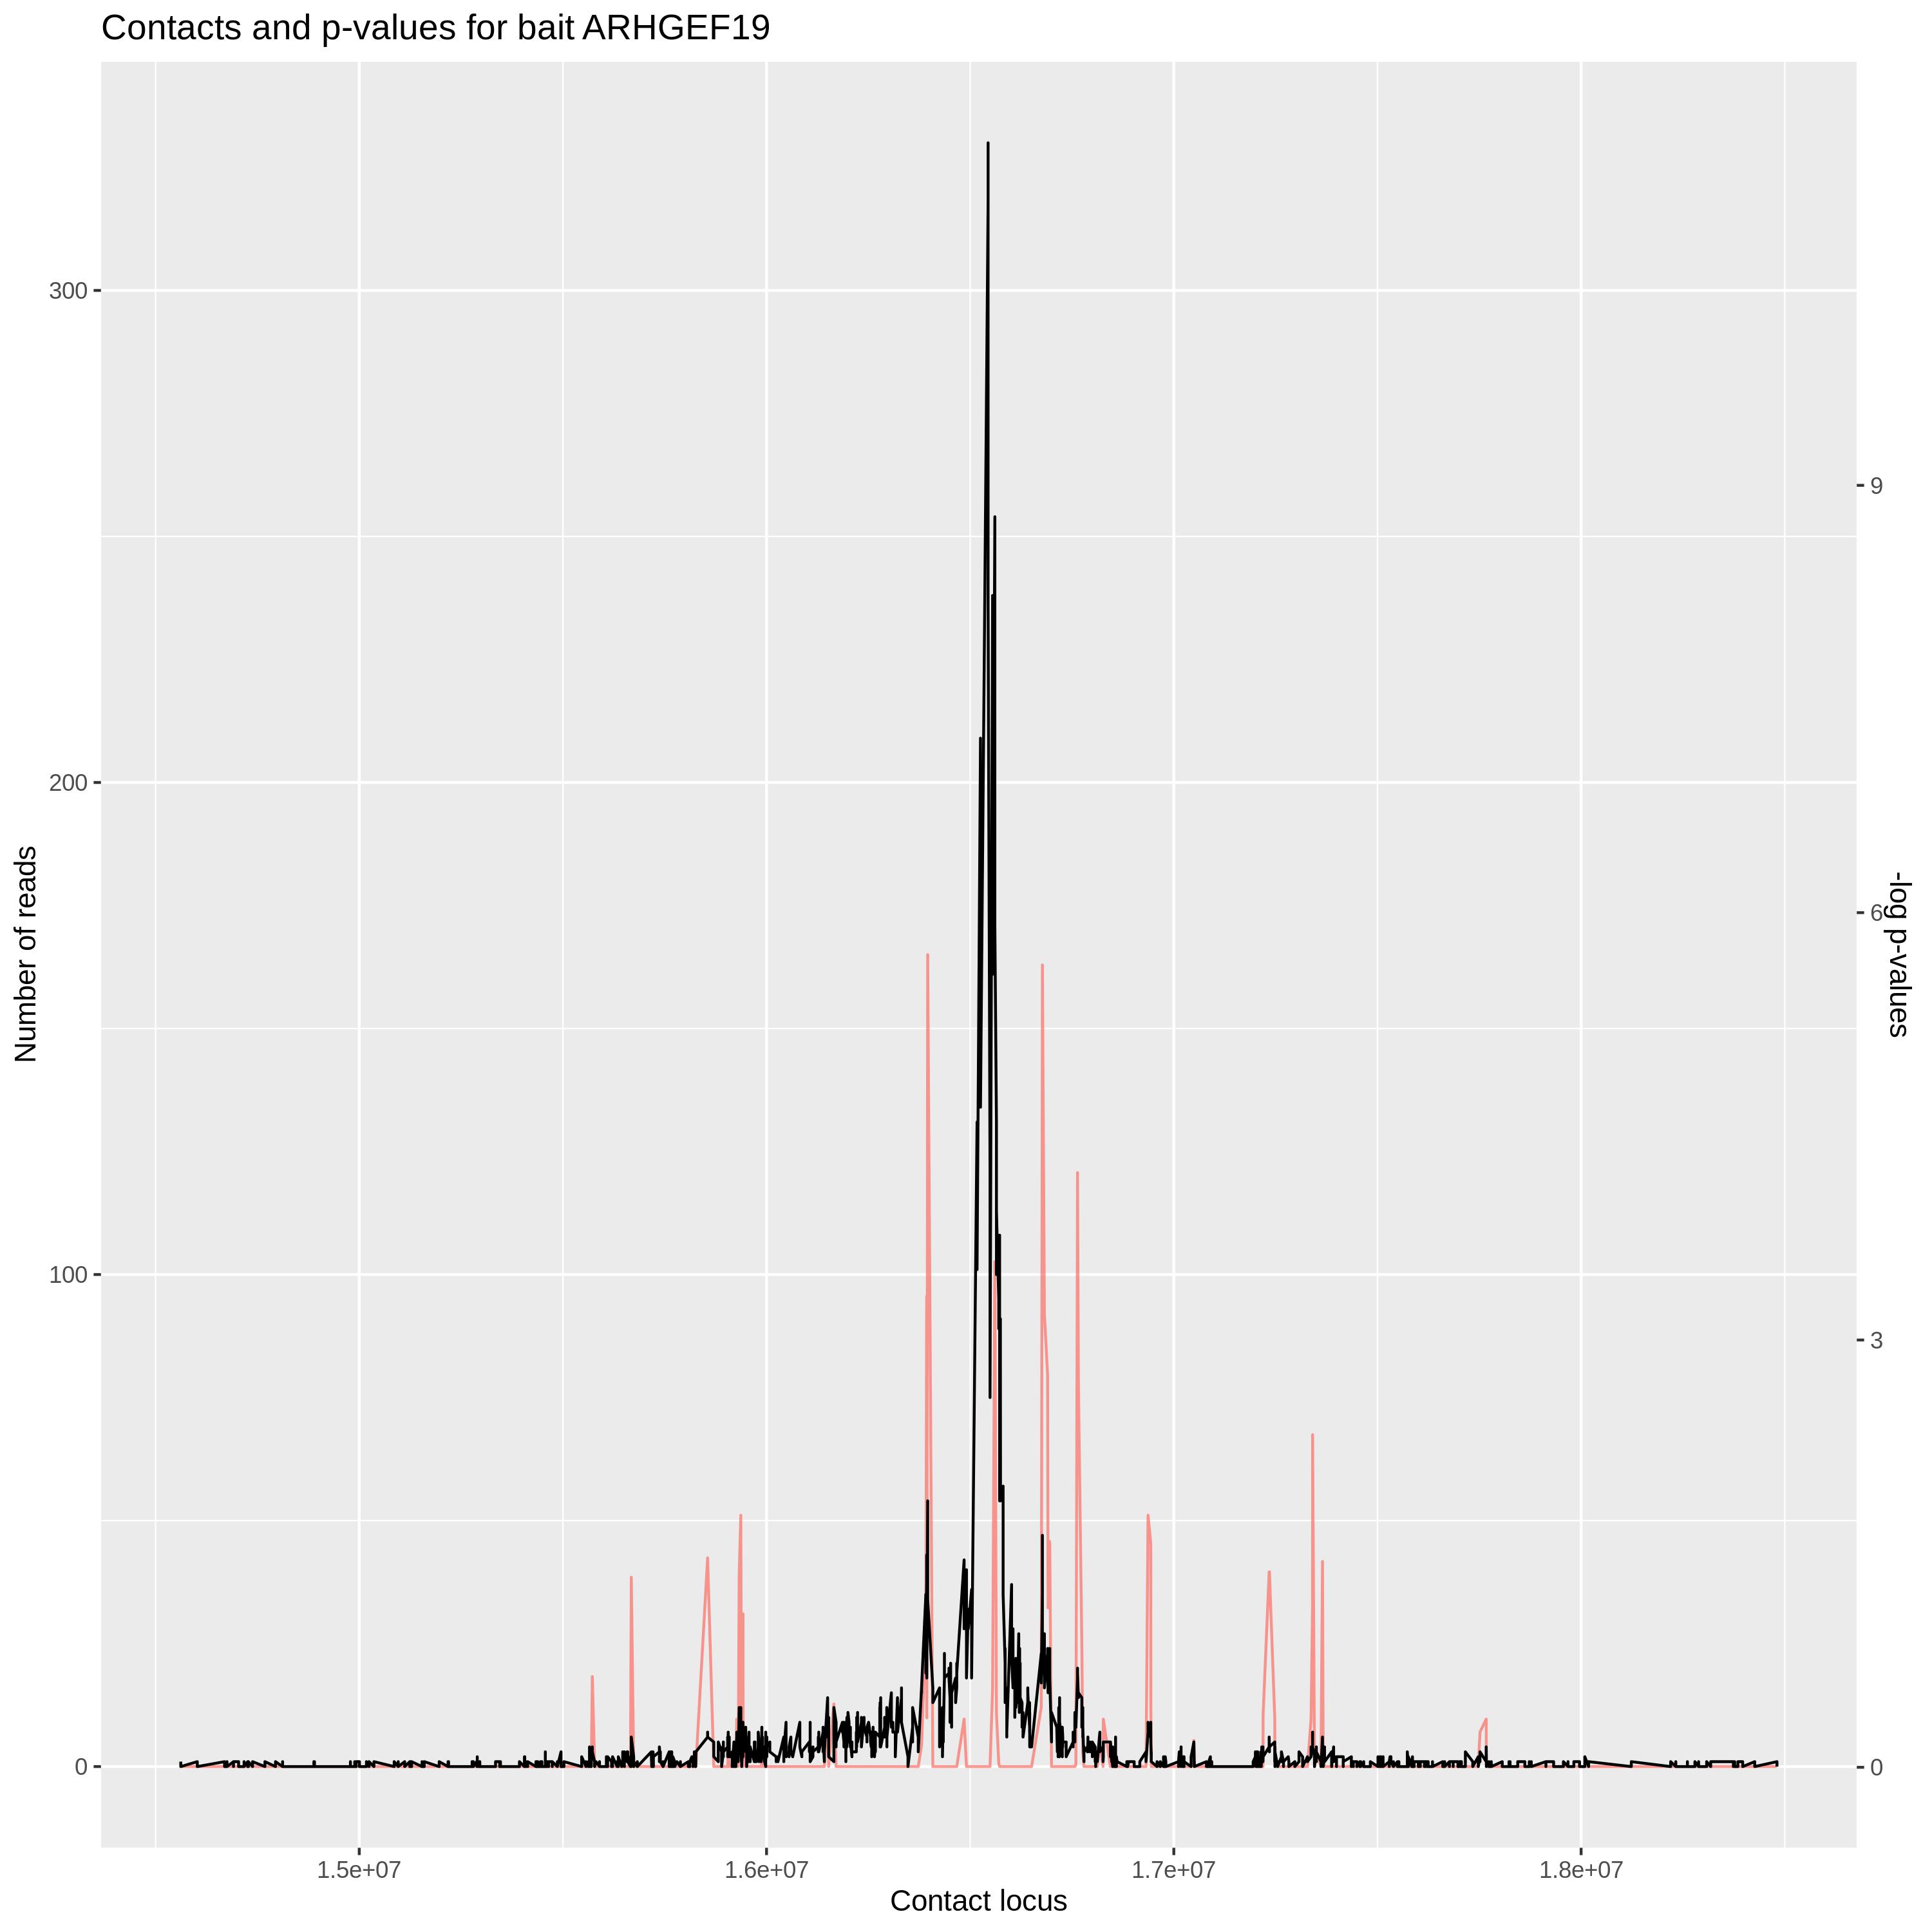 Contacts and p-values for bait ARHGEF19
Number of reads
300
200
100
0
9
6
3
0
-log p-values
1.5e+07
1.6e+07
1.7e+07
1.8e+07
Contact locus